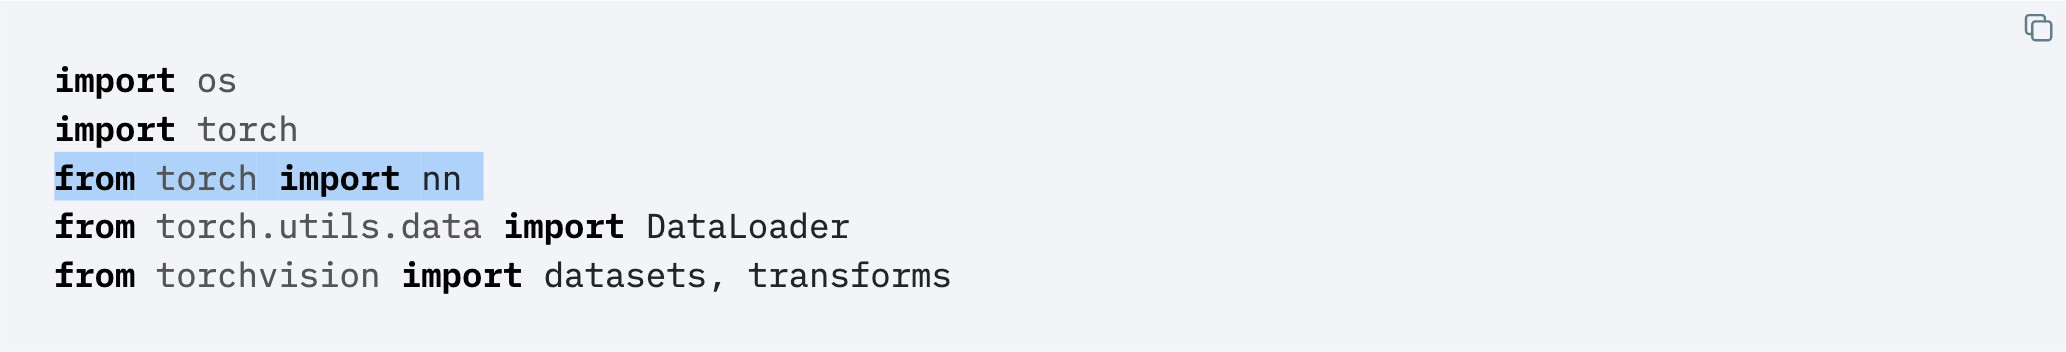 import os
import torch
from torch import nn
from torch.utils.data import DataLoader
from torchvision import datasets, transforms